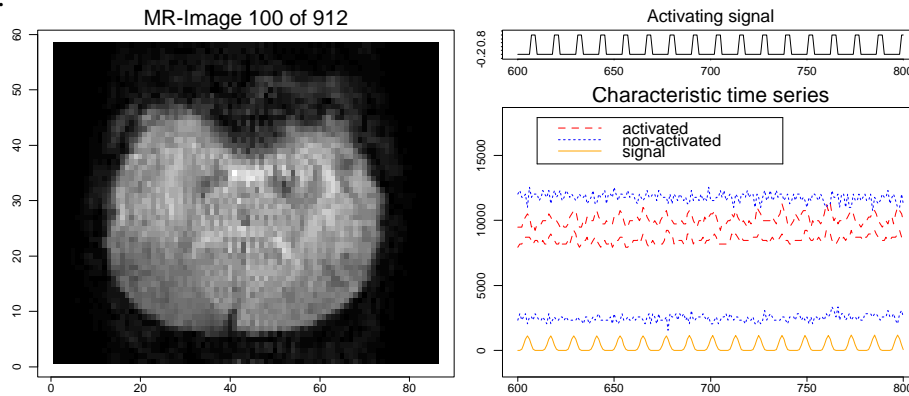 MR-Image 100 of 912
60
50
40
30
20
10
0
0 20 40 60 80
Activating signal
-0.20.8
600 650 700 750 800
Characteristic time series
activated
non-activated
signal
15000
10000
5000
0
600 650 700 750 800